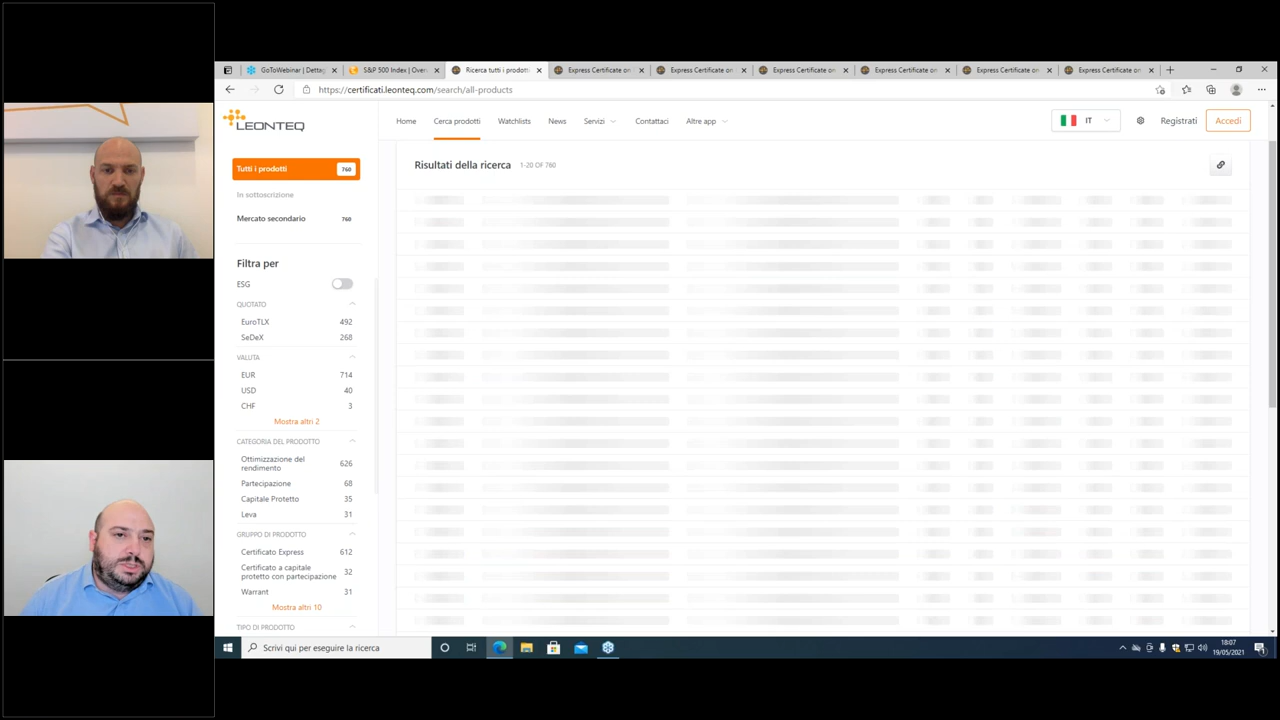 GoToWebinar | Dettag
S&P 500 Index | Over
Ricerca tutti i prodott
Express Certificate on
Express Certificate on
Express Certificate on
Express Certificate on
Express Certificate on
Express Certificate on
https://certificati.leonteq.com/search/all-products
LEONTEQ
Home
Cerca prodotti
Watchlists
News
Servizi
Contattaci
Altre app
IT
Registrati
Accedi
Tutti i prodotti 760
In sottoscrizione
Mercato secondario 760
Filtra per
ESG
QUOTATO
EuroTLX 492
SeDeX 268
VALUTA
EUR 714
USD 40
CHF 3
Mostra altri 2
CATEGORIA DEL PRODOTTO
Ottimizzazione del
rendimento 626
Partecipazione 68
Capitale Protetto 35
Leva 31
GRUPPO DI PRODOTTO
Certificato Express 612
Certificato a capitale
protetto con partecipazione 32
Warrant 31
Mostra altri 10
TIPO DI PRODOTTO
Risultati della ricerca 1-20 OF 760
Scrivi qui per eseguire la ricerca
18:07
19/05/2021